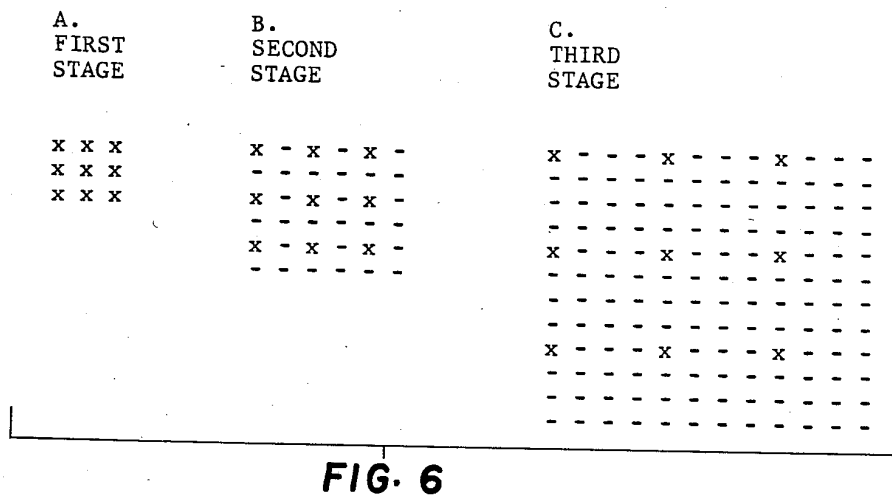 A.
FIRST
STAGE
x x x
x x x
x x x
B.
SECOND
STAGE
x - x - x -
- - - - - -
x - x - x -
- - - - - -
x - x - x -
- - - - - -
C.
THIRD
STAGE
x - - - x - - - x - - -
- - - - - - - - - - - -
- - - - - - - - - - - -
- - - - - - - - - - - -
x - - - x - - - x - - -
- - - - - - - - - - - -
- - - - - - - - - - - -
- - - - - - - - - - - -
x - - - x - - - x - - -
- - - - - - - - - - - -
- - - - - - - - - - - -
- - - - - - - - - - - -
FIG. 6